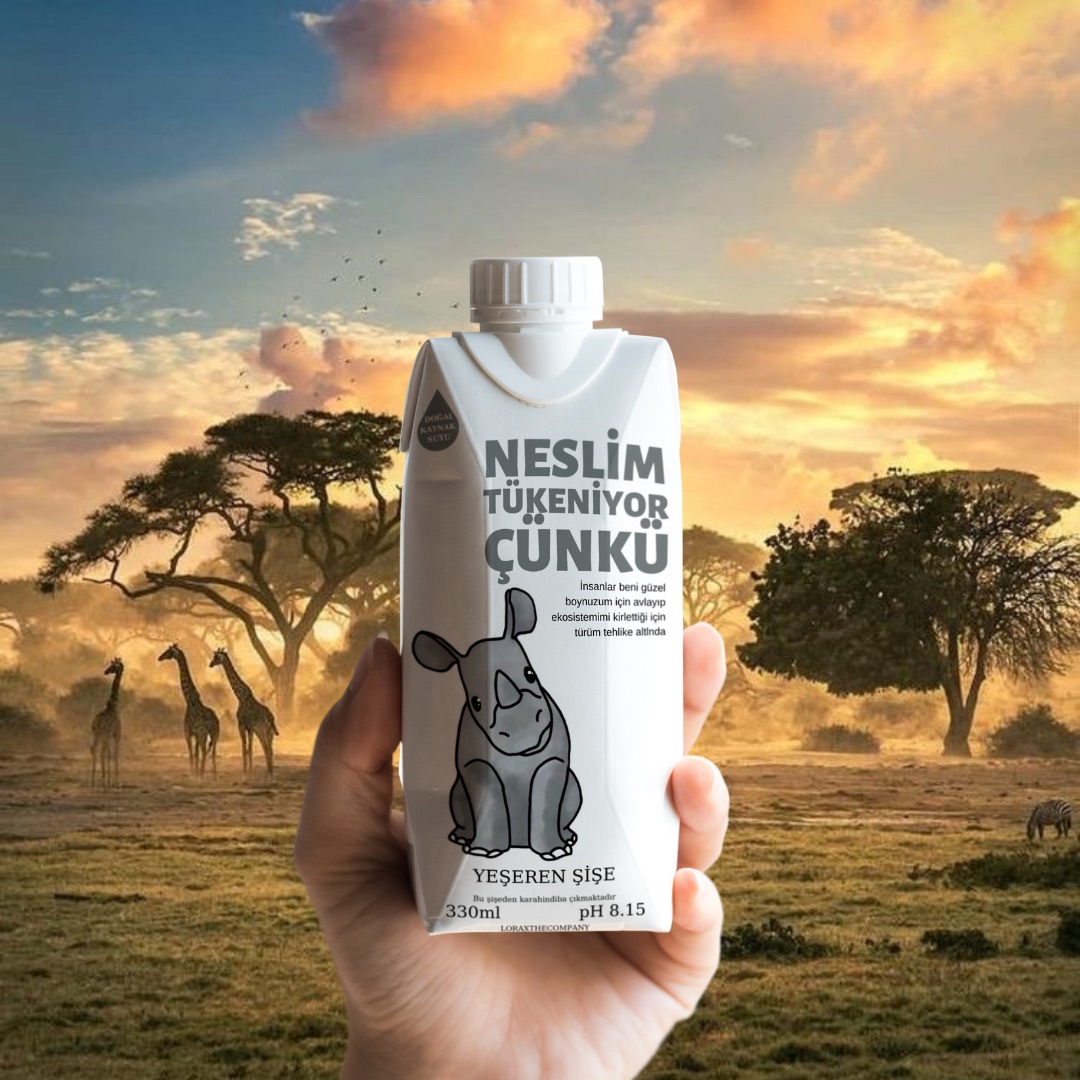 DOĞAL
KAYNAK
SUYU
NESLİM
TÜKENİYOR
ÇÜNKÜ
İnsanlar beni güzel
boynuzum için avlayıp
ekosistemimi kirlettiği için
türüm tehlike altInda
YEŞEREN ŞİŞE
Bu şişeden karahindiba çıkmaktadır
330ml pH 8.15
LORAXTHECOMPANY